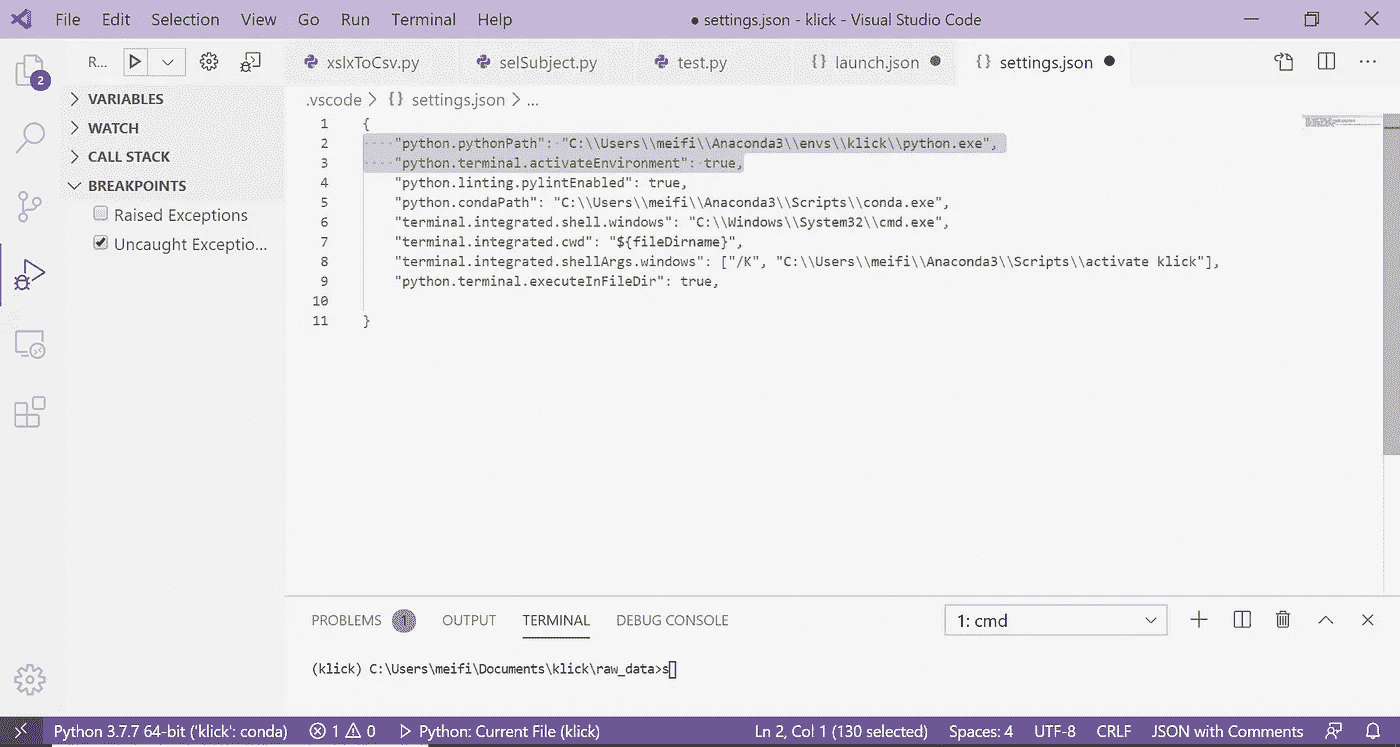 File Edit Selection View Go Run Terminal Help ● settings.json - klick - Visual Studio Code
R... xslxToCsv.py selSubject.py test.py {} launch.json ● {} settings.json ● ...
2
VARIABLES
WATCH
CALL STACK
BREAKPOINTS
Raised Exceptions
Uncaught Exceptio...
.vscode > {} settings.json > ...
1 {
2 ····"python.pythonPath":·"C:\\Users\\meifi\\Anaconda3\\envs\\klick\\python.exe",
3 ····"python.terminal.activateEnvironment":·true,
4 "python.linting.pylintEnabled": true,
5 "python.condaPath": "C:\\Users\\meifi\\Anaconda3\\Scripts\\conda.exe",
6 "terminal.integrated.shell.windows": "C:\\Windows\\System32\\cmd.exe",
7 "terminal.integrated.cwd": "${fileDirname}",
8 "terminal.integrated.shellArgs.windows": ["/K", "C:\\Users\\meifi\\Anaconda3\\Scripts\\activate klick"],
9 "python.terminal.executeInFileDir": true,
10
11 }
PROBLEMS 1 OUTPUT TERMINAL DEBUG CONSOLE 1: cmd
(klick) C:\Users\meifi\Documents\klick\raw_data>s
Python 3.7.7 64-bit ('klick': conda) 1 0 Python: Current File (klick) Ln 2, Col 1 (130 selected) Spaces: 4 UTF-8 CRLF JSON with Comments